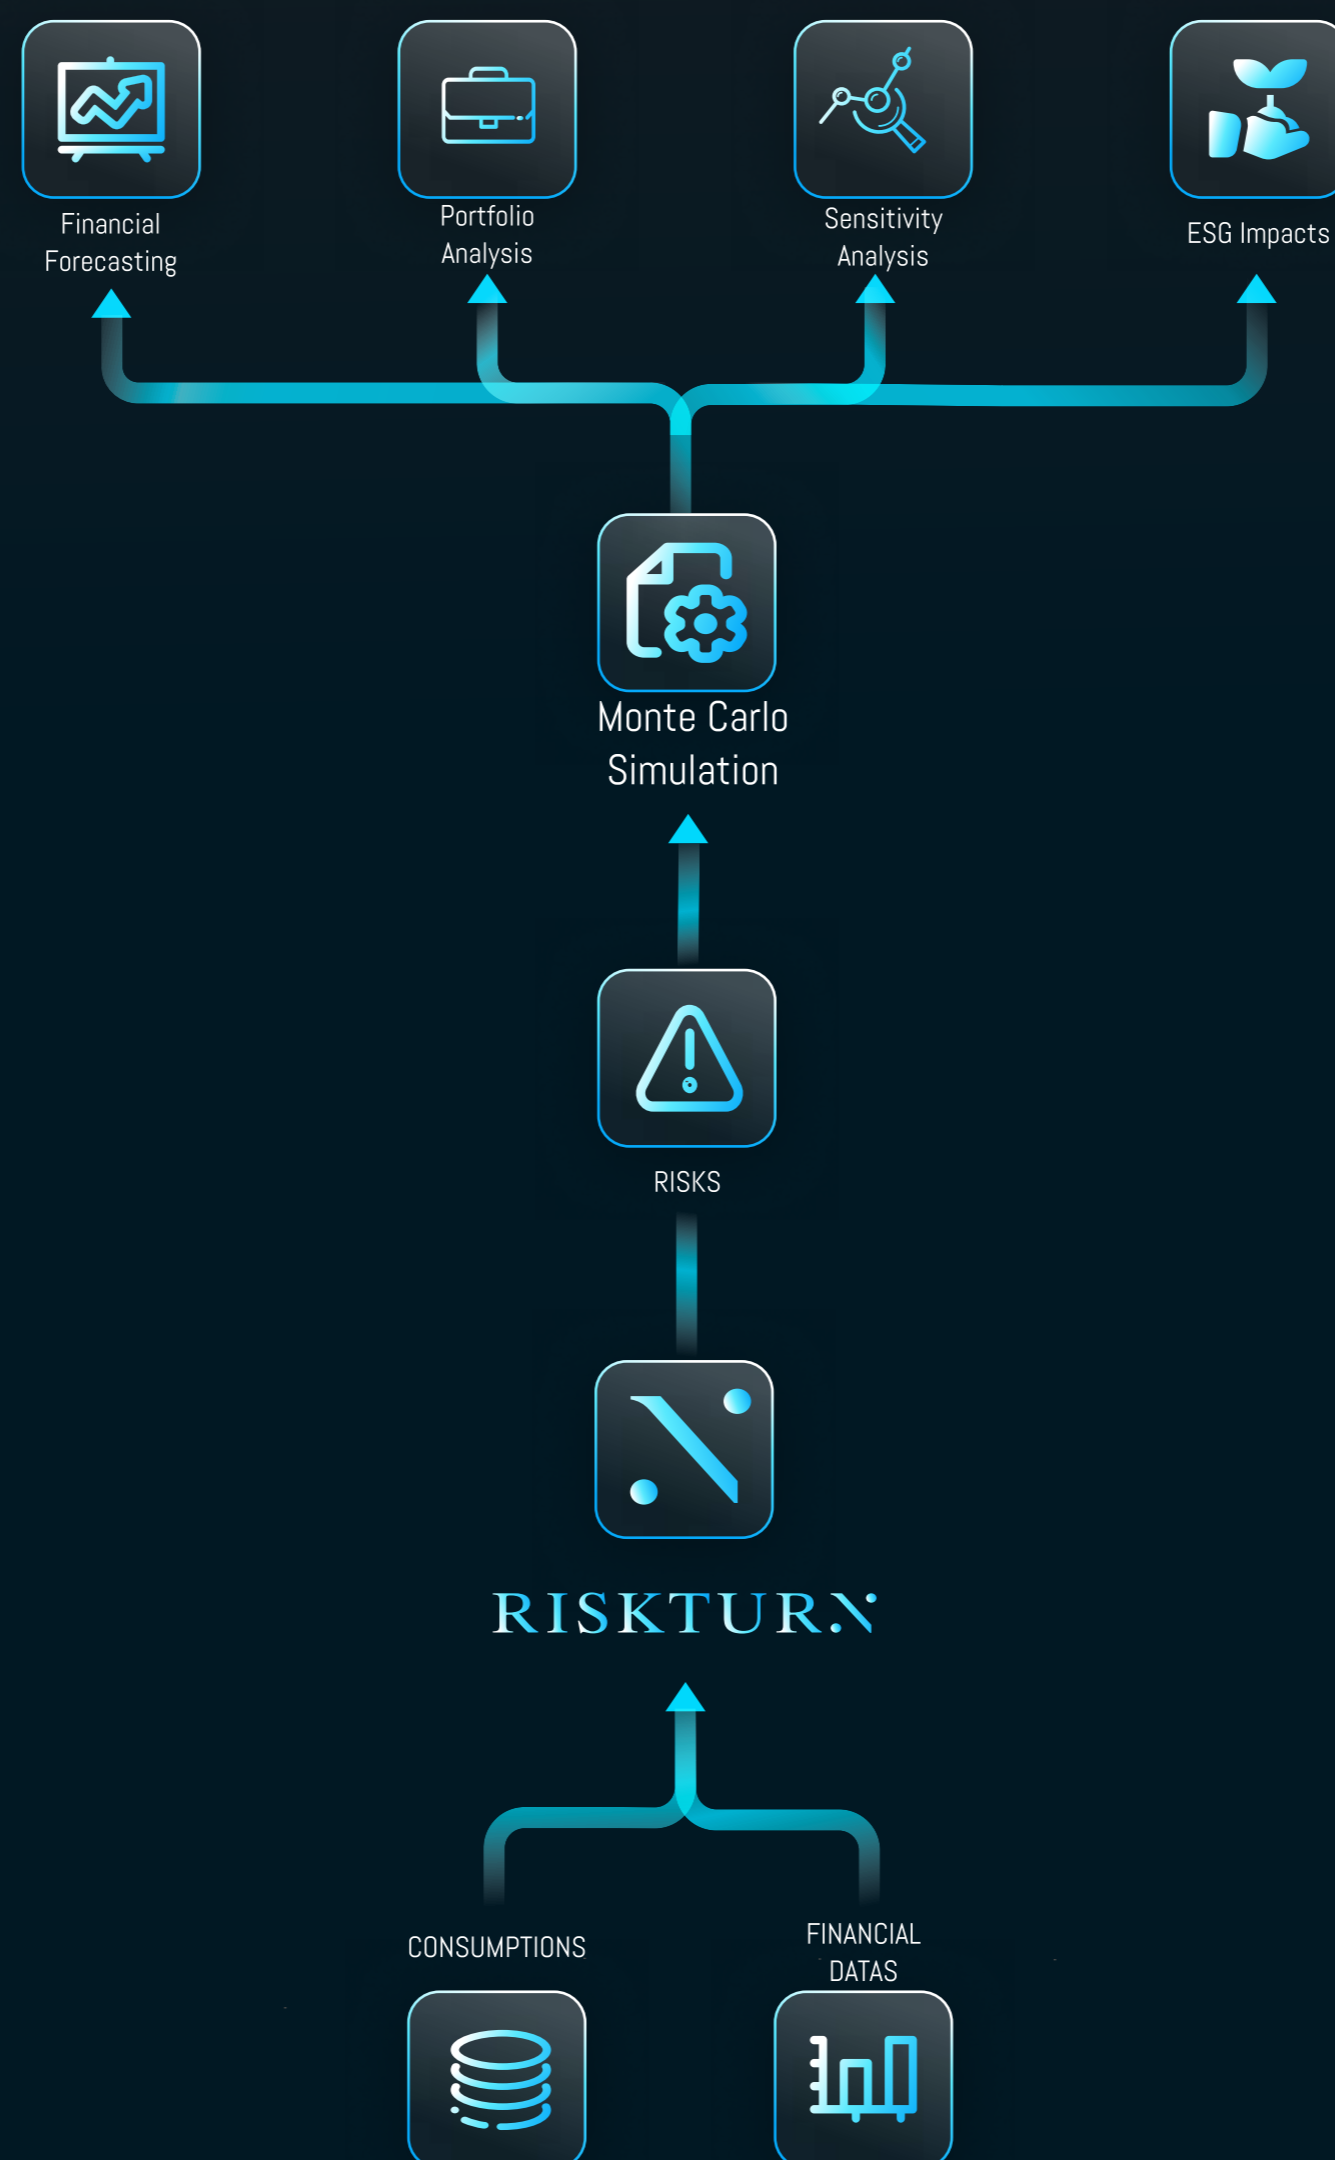 Financial
Forecasting
Portfolio
Analysis
Sensitivity
Analysis
ESG Impacts
Monte Carlo
Simulation
RISKS
RISKTURN
CONSUMPTIONS
FINANCIAL
DATAS